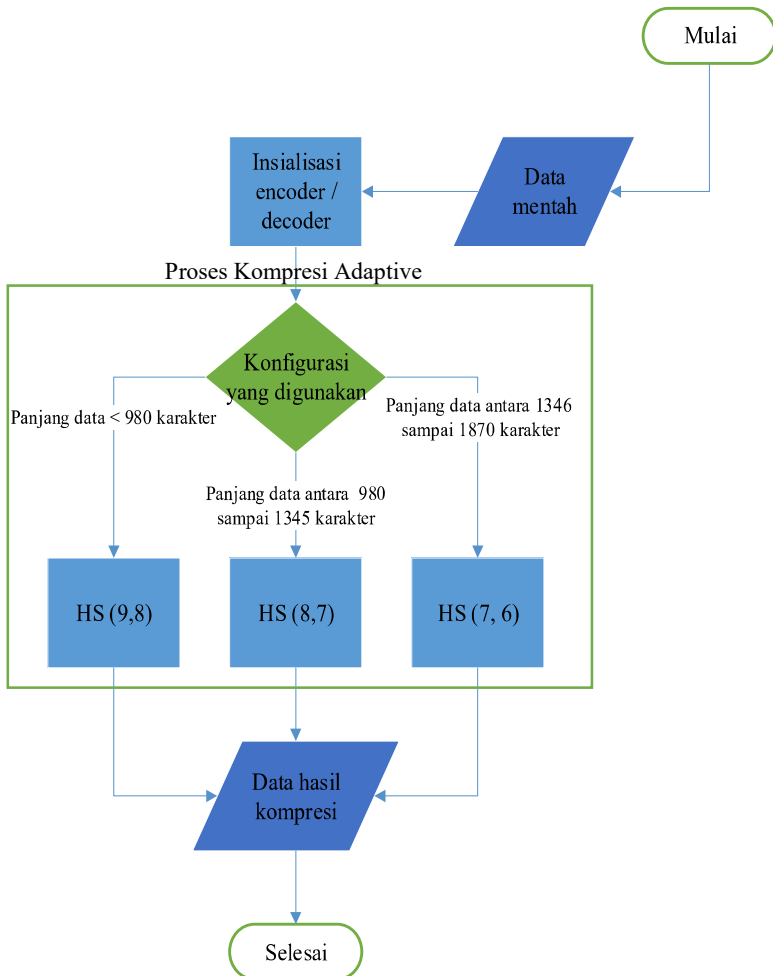 Mulai
Data
mentah
Insialisasi
encoder /
decoder
Proses Kompresi Adaptive
Konfigurasi
yang digunakan
Panjang data < 980 karakter
Panjang data antara 980
sampai 1345 karakter
Panjang data antara 1346
sampai 1870 karakter
HS (9,8)
HS (8,7)
HS (7, 6)
Data hasil
kompresi
Selesai